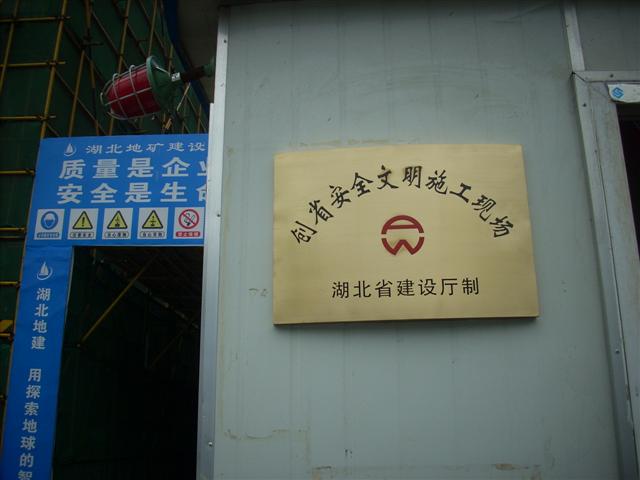 湖北地矿建设
质量是企业
安全是生命
湖北地建 用探索地球的智
创省安全文明施工现场
湖北省建设厅制